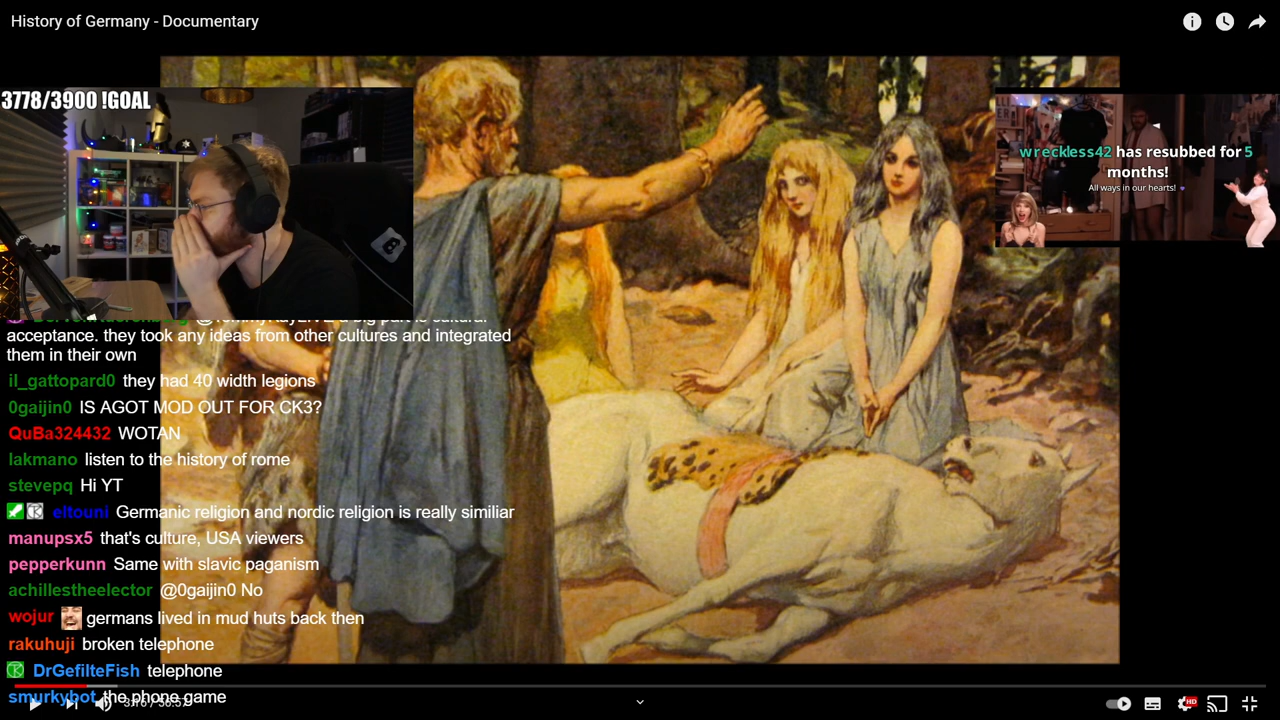 History of Germany - Documentary
3778/3900 !GOAL
wreckless42 has resubbed for 5
months!
All ways in our hearts!
acceptance. they took any ideas from other cultures and integrated
them in their own
il_gattopard0 they had 40 width legions
0gaijin0 IS AGOT MOD OUT FOR CK3?
QuBa324432 WOTAN
lakmano listen to the history of rome
stevepq Hi YT
eltouni Germanic religion and nordic religion is really similiar
manupsx5 that's culture, USA viewers
pepperkunn Same with slavic paganism
achillestheelector @0gaijin0 No
wojur germans lived in mud huts back then
rakuhuji broken telephone
DrGefilteFish telephone
smurkybot the phone game
HD